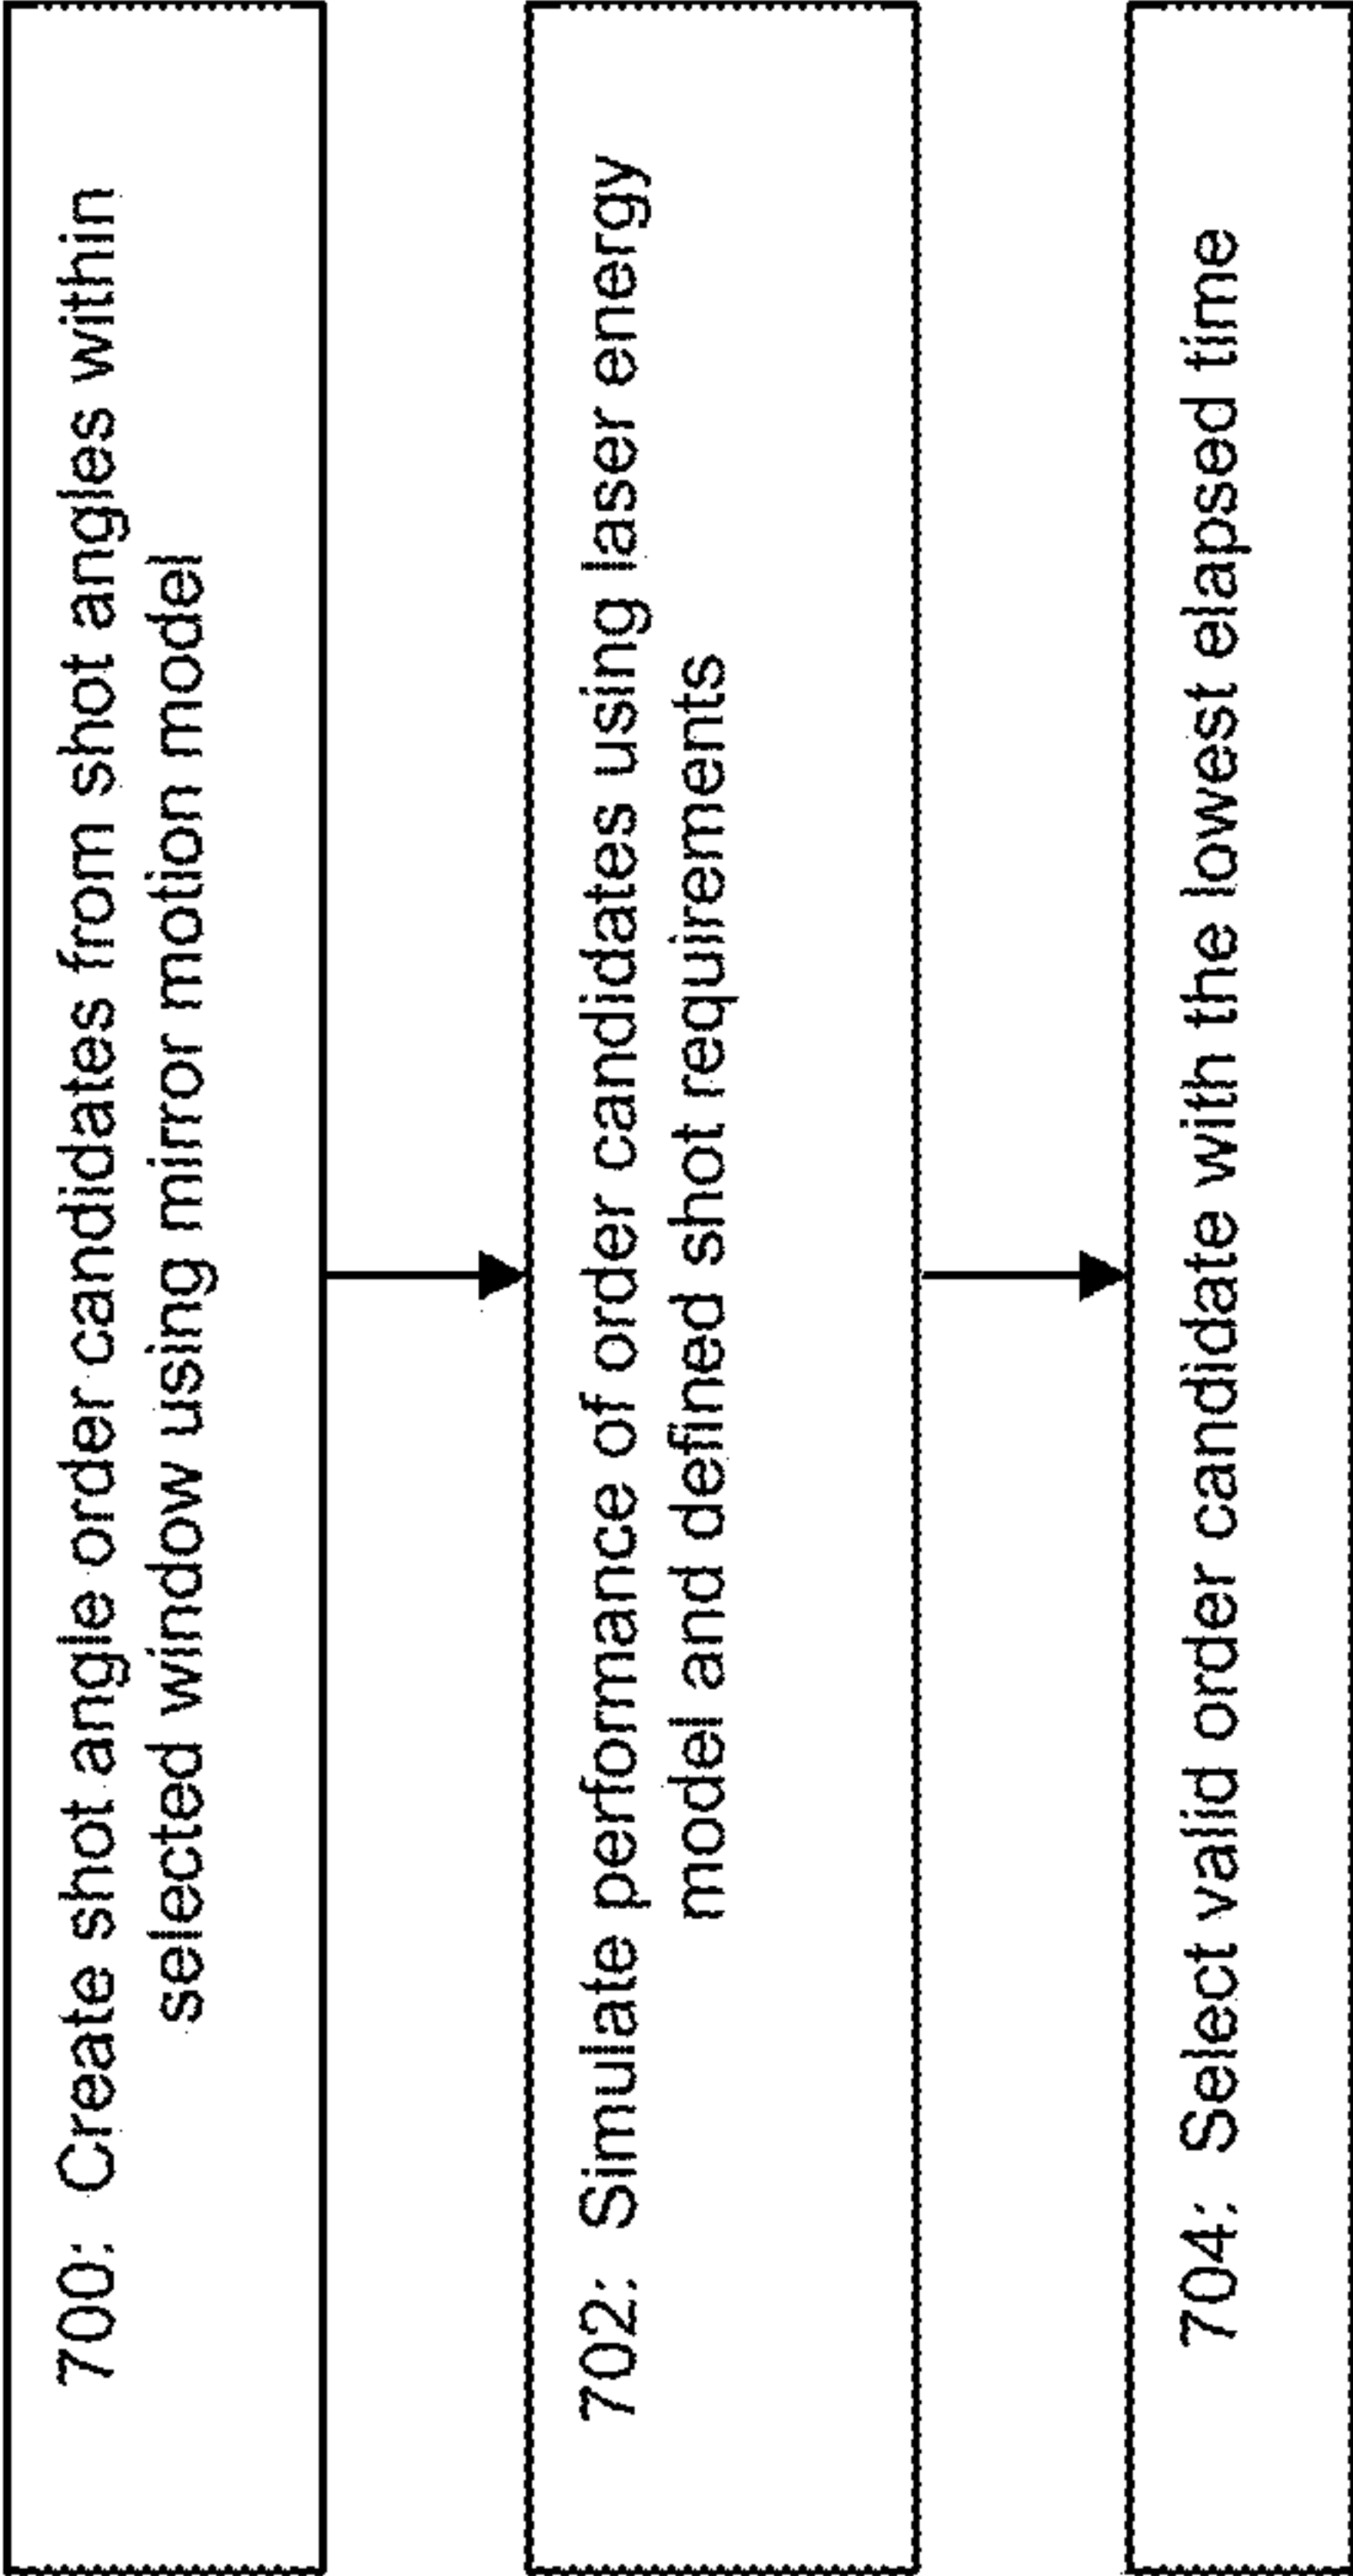 700: Create shot angle order candidates from shot angles within
selected window using mirror motion model
702: Simulate performance of order candidates using laser energy
model and defined shot requirements
704: Select valid order candidate with the lowest elapsed time